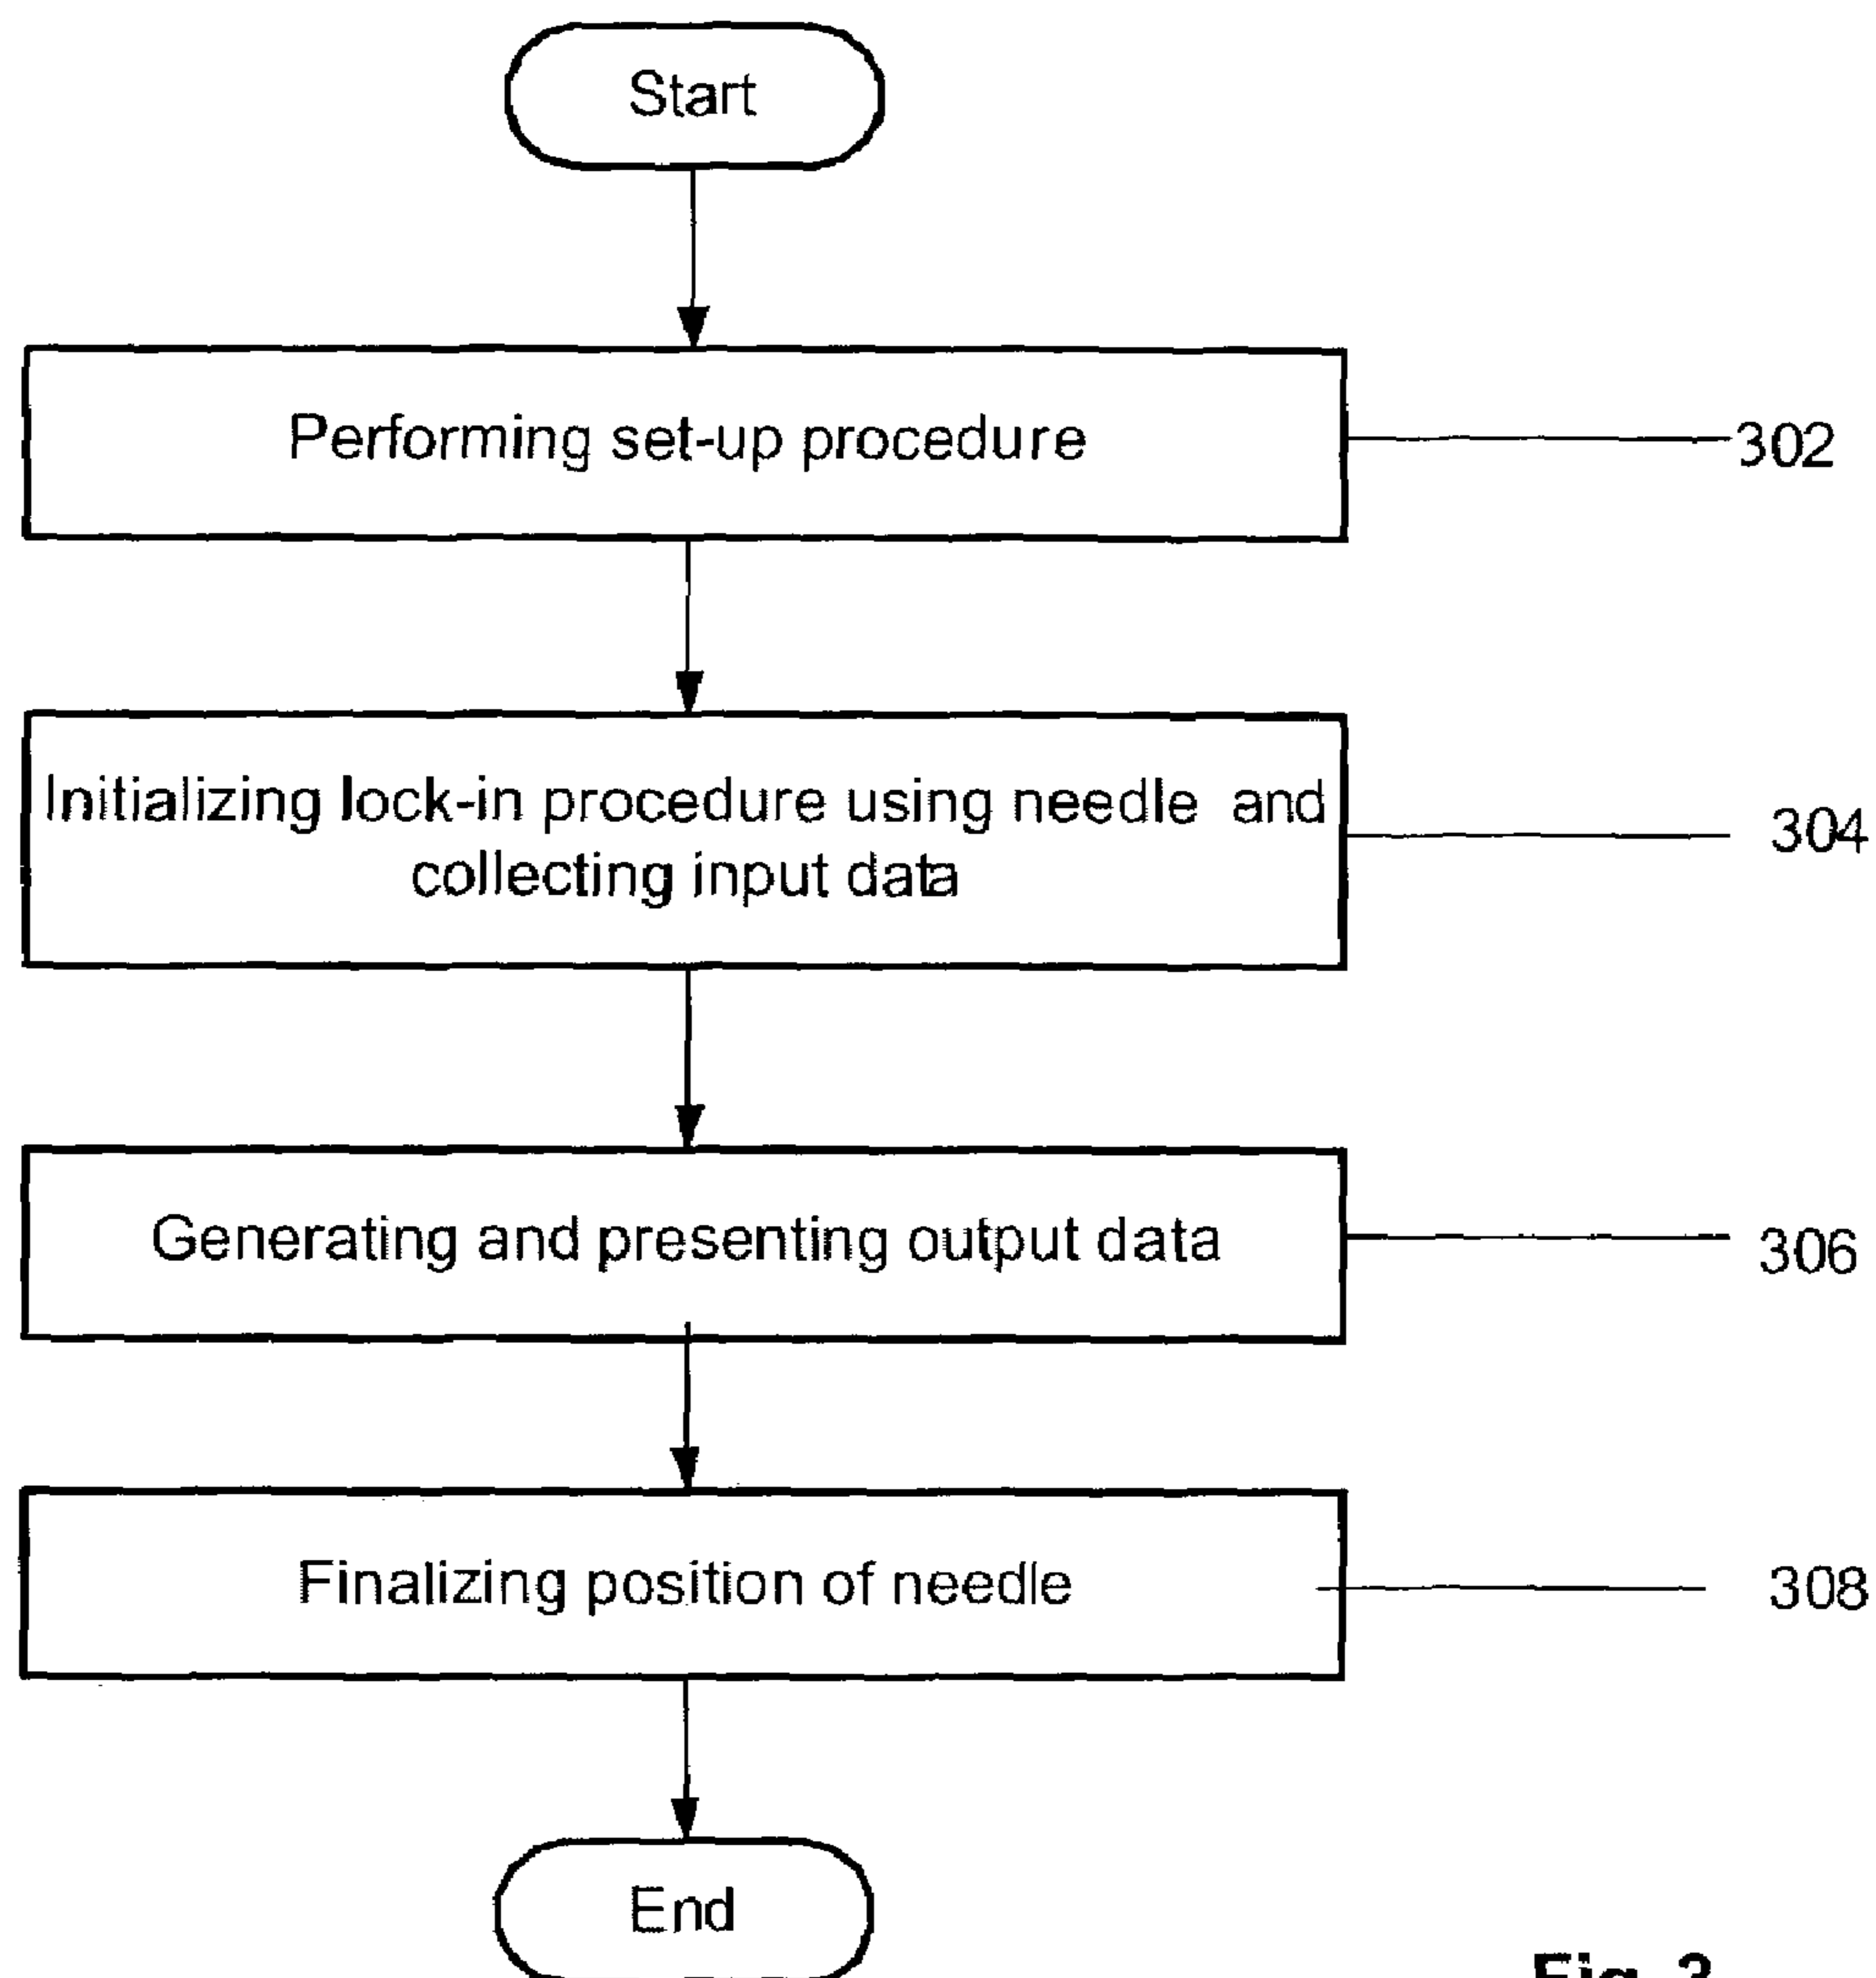 Start
Performing set-up procedure
302
Initializing lock-in procedure using needle and
collecting input data
304
Generating and presenting output data
306
Finalizing position of needle
308
End
Fig.